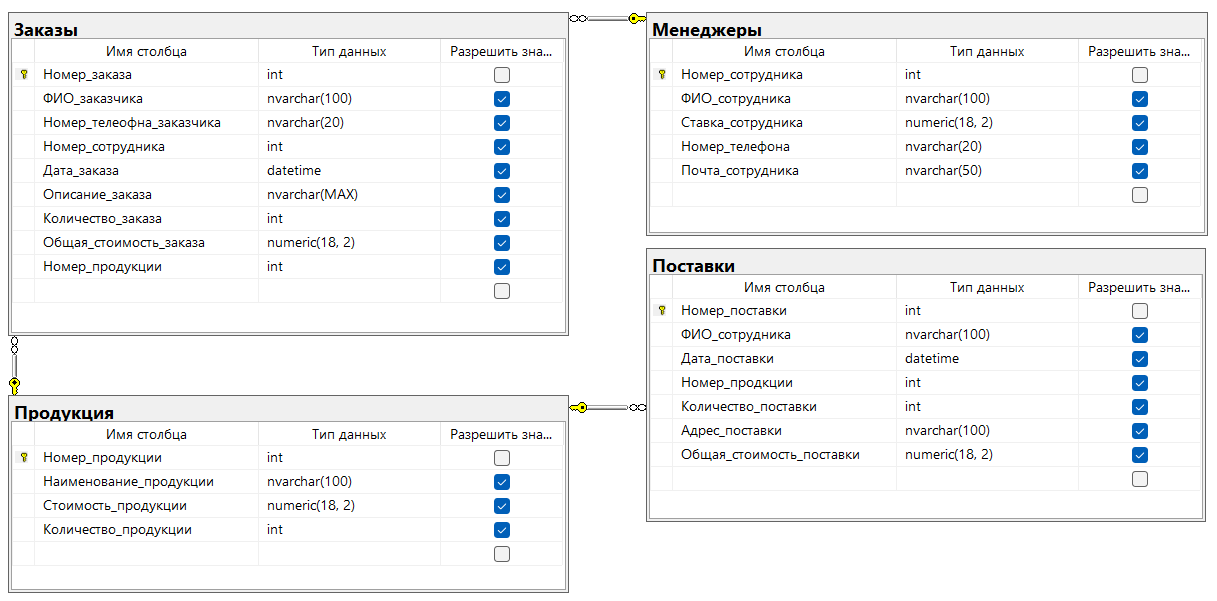 Заказы
Имя столбца Тип данных Разрешить зна...
Номер_заказа int
ФИО_заказчика nvarchar(100)
Номер_телеофна_заказчика nvarchar(20)
Номер_сотрудника int
Дата_заказа datetime
Описание_заказа nvarchar(MAX)
Количество_заказа int
Общая_стоимость_заказа numeric(18, 2)
Номер_продукции int
Менеджеры
Имя столбца Тип данных Разрешить зна...
Номер_сотрудника int
ФИО_сотрудника nvarchar(100)
Ставка_сотрудника numeric(18, 2)
Номер_телефона nvarchar(20)
Почта_сотрудника nvarchar(50)
Поставки
Имя столбца Тип данных Разрешить зна...
Номер_поставки int
ФИО_сотрудника nvarchar(100)
Дата_поставки datetime
Номер_продкции int
Количество_поставки int
Адрес_поставки nvarchar(100)
Общая_стоимость_поставки numeric(18, 2)
Продукция
Имя столбца Тип данных Разрешить зна...
Номер_продукции int
Наименование_продукции nvarchar(100)
Стоимость_продукции numeric(18, 2)
Количество_продукции int